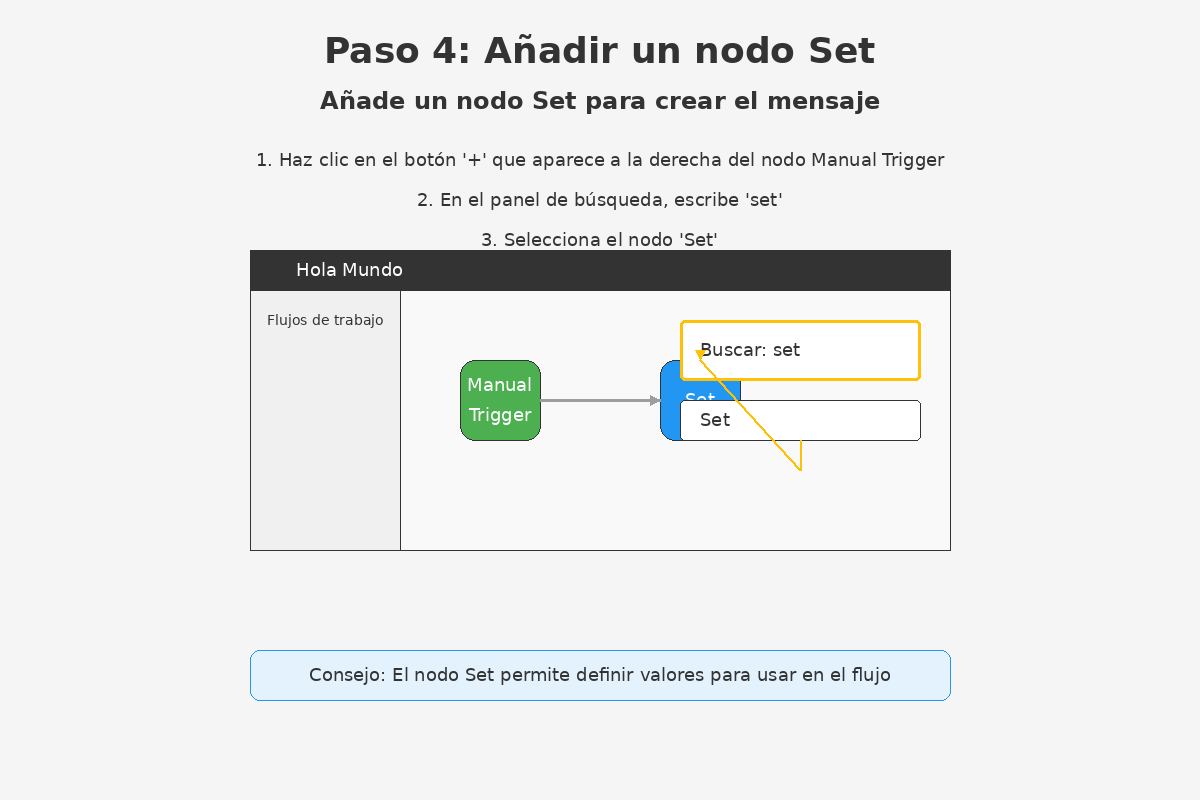 Paso 4: Añadir un nodo Set
Añade un nodo Set para crear el mensaje
1. Haz clic en el botón '+' que aparece a la derecha del nodo Manual Trigger
2. En el panel de búsqueda, escribe 'set'
3. Selecciona el nodo 'Set'
Hola Mundo
Flujos de trabajo
Buscar: set
Manual
Trigger
Set
Set
Consejo: El nodo Set permite definir valores para usar en el flujo